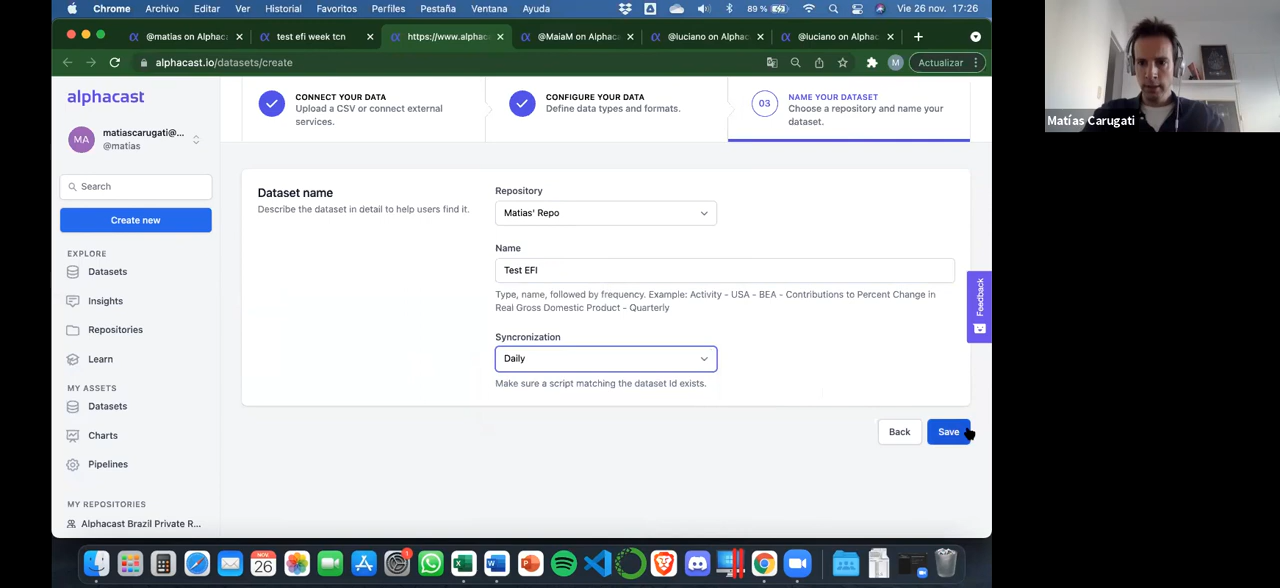 Chrome Archivo Editar Ver Historial Favoritos Perfiles Pestaña Ventana Ayuda 89 % Vie 26 nov. 17:26
@matias on Alphac test efi week tcn https://www.alphac @MaiaM on Alphac @luciano on Alphac @luciano on Alphac
alphacast.io/datasets/create M Actualizar
alphacast
MA matiascarugati@...
@matias
Search
Create new
EXPLORE
Datasets
Insights
Repositories
Learn
MY ASSETS
Datasets
Charts
Pipelines
MY REPOSITORIES
Alphacast Brazil Private R...
CONNECT YOUR DATA
Upload a CSV or connect external
services.
CONFIGURE YOUR DATA
Define data types and formats.
03 NAME YOUR DATASET
Choose a repository and name your
dataset.
Dataset name
Describe the dataset in detail to help users find it.
Repository
Matias' Repo
Name
Test EFI
Type, name, followed by frequency. Example: Activity - USA - BEA - Contributions to Percent Change in
Real Gross Domestic Product - Quarterly
Syncronization
Daily
Make sure a script matching the dataset Id exists.
Back Save
Feedback
Matías Carugati
NOV
26
1